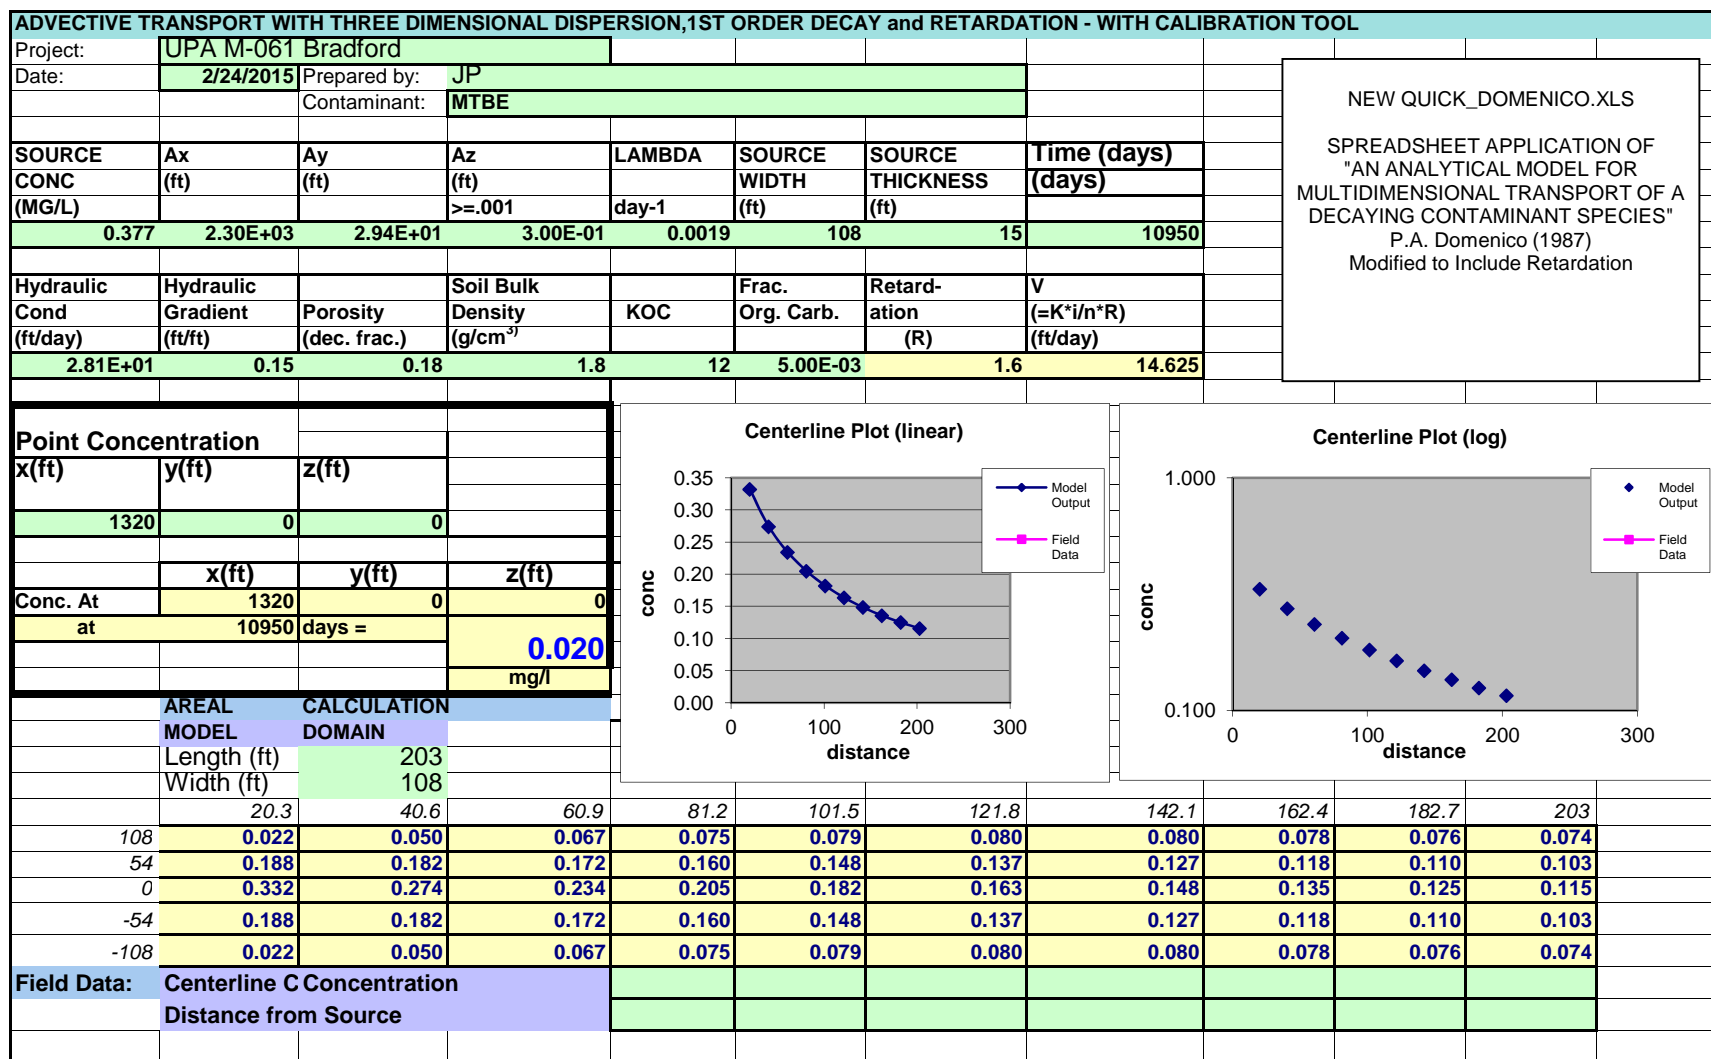 ADVECTIVE TRANSPORT WITH THREE DIMENSIONAL DISPERSION,1ST ORDER DECAY and RETARDATION - WITH CALIBRATION TOOL
Project: UPA M-061 Bradford
Date: 2/24/2015 Prepared by: JP
Contaminant: MTBE
NEW QUICK_DOMENICO.XLS
SPREADSHEET APPLICATION OF
"AN ANALYTICAL MODEL FOR
MULTIDIMENSIONAL TRANSPORT OF A
DECAYING CONTAMINANT SPECIES"
P.A. Domenico (1987)
Modified to Include Retardation
SOURCE Ax Ay Az LAMBDA SOURCE SOURCE Time (days)
CONC (ft) (ft) (ft) WIDTH THICKNESS (days)
(MG/L) >=.001 day-1 (ft) (ft)
0.377 2.30E+03 2.94E+01 3.00E-01 0.0019 108 15 10950
Hydraulic Hydraulic Soil Bulk Frac. Retard- V
Cond Gradient Porosity Density KOC Org. Carb. ation (=K*i/n*R)
(ft/day) (ft/ft) (dec. frac.) (g/cm3) (R) (ft/day)
2.81E+01 0.15 0.18 1.8 12 5.00E-03 1.6 14.625
Point Concentration
x(ft) y(ft) z(ft)
1320 0 0
x(ft) y(ft) z(ft)
Conc. At 1320 0 0
at 10950 days =
0.020
mg/l
Centerline Plot (linear)
0.35
0.30
0.25
0.20
0.15
0.10
0.05
0.00
conc
0 100 200 300
distance
Model
Output
Field
Data
Centerline Plot (log)
1.000
0.100
conc
0 100 200 300
distance
Model
Output
Field
Data
AREAL CALCULATION
MODEL DOMAIN
Length (ft) 203
Width (ft) 108
20.3 40.6 60.9 81.2 101.5 121.8 142.1 162.4 182.7 203
108 0.022 0.050 0.067 0.075 0.079 0.080 0.080 0.078 0.076 0.074
54 0.188 0.182 0.172 0.160 0.148 0.137 0.127 0.118 0.110 0.103
0 0.332 0.274 0.234 0.205 0.182 0.163 0.148 0.135 0.125 0.115
-54 0.188 0.182 0.172 0.160 0.148 0.137 0.127 0.118 0.110 0.103
-108 0.022 0.050 0.067 0.075 0.079 0.080 0.080 0.078 0.076 0.074
Field Data: Centerline C Concentration
Distance from Source